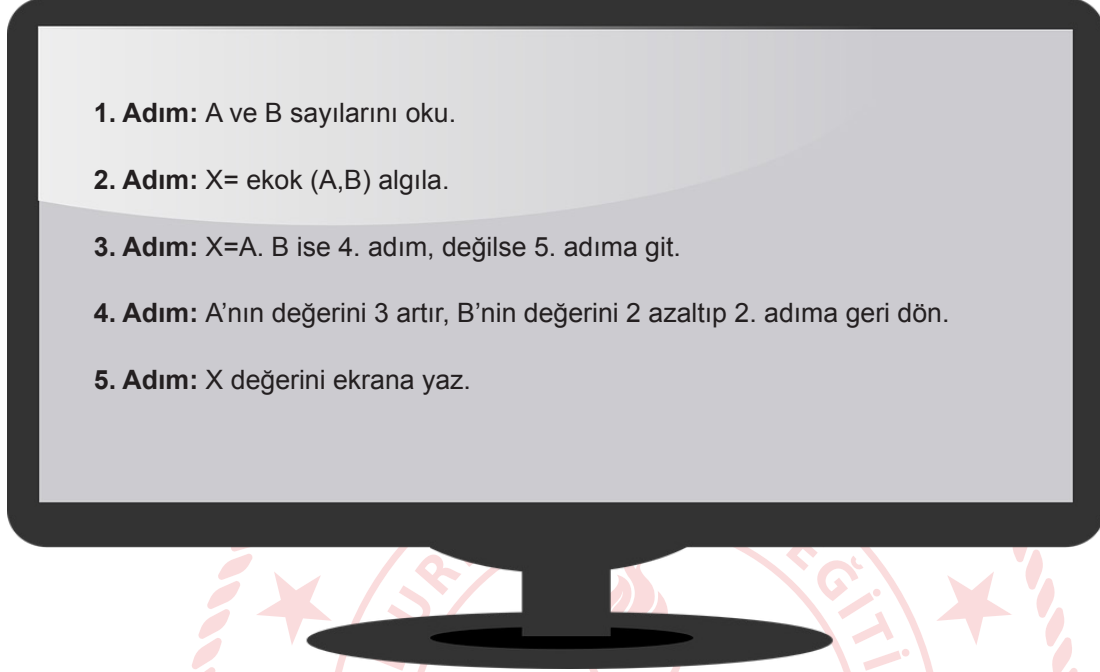 1. Adım: A ve B sayılarını oku.
2. Adım: X= ekok (A,B) algıla.
3. Adım: X=A. B ise 4. adım, değilse 5. adıma git.
4. Adım: A’nın değerini 3 artır, B’nin değerini 2 azaltıp 2. adıma geri dön.
5. Adım: X değerini ekrana yaz.